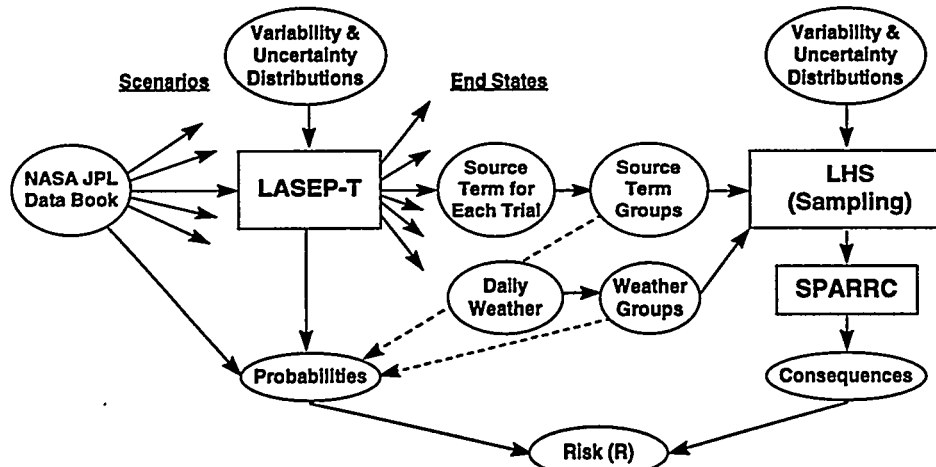 Variability &
Uncertainty
Distributions
Variability &
Uncertainty
Distributions
Scenarios
End States
NASA JPL
Data Book
LASEP-T
Source
Term for
Each Trial
Source
Term
Groups
LHS
(Sampling)
Daily
Weather
Weather
Groups
SPARRC
Probabilities
Consequences
Risk (R)